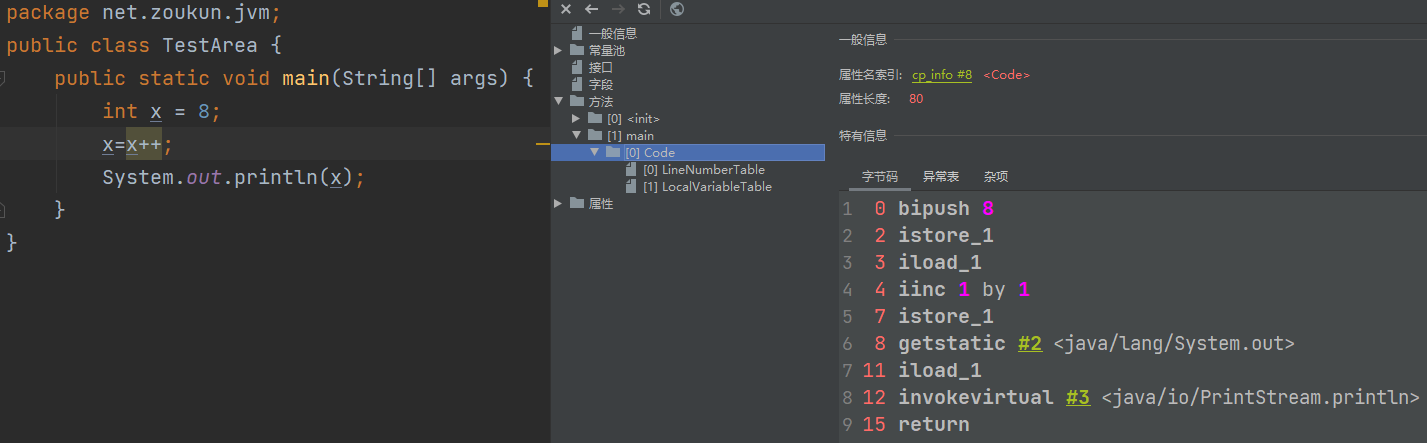 package net.zoukun.jvm;
public class TestArea {
    public static void main(String[] args) {
        int x = 8;
        x=x++;
        System.out.println(x);
    }
}
一般信息
常量池
接口
字段
方法
[0] <init>
[1] main
[0] Code
[0] LineNumberTable
[1] LocalVariableTable
属性
一般信息
属性名索引: cp_info #8 <Code>
属性长度: 80
特有信息
字节码 异常表 杂项
1 0 bipush 8
2 2 istore_1
3 3 iload_1
4 4 iinc 1 by 1
5 7 istore_1
6 8 getstatic #2 <java/lang/System.out>
7 11 iload_1
8 12 invokevirtual #3 <java/io/PrintStream.println>
9 15 return